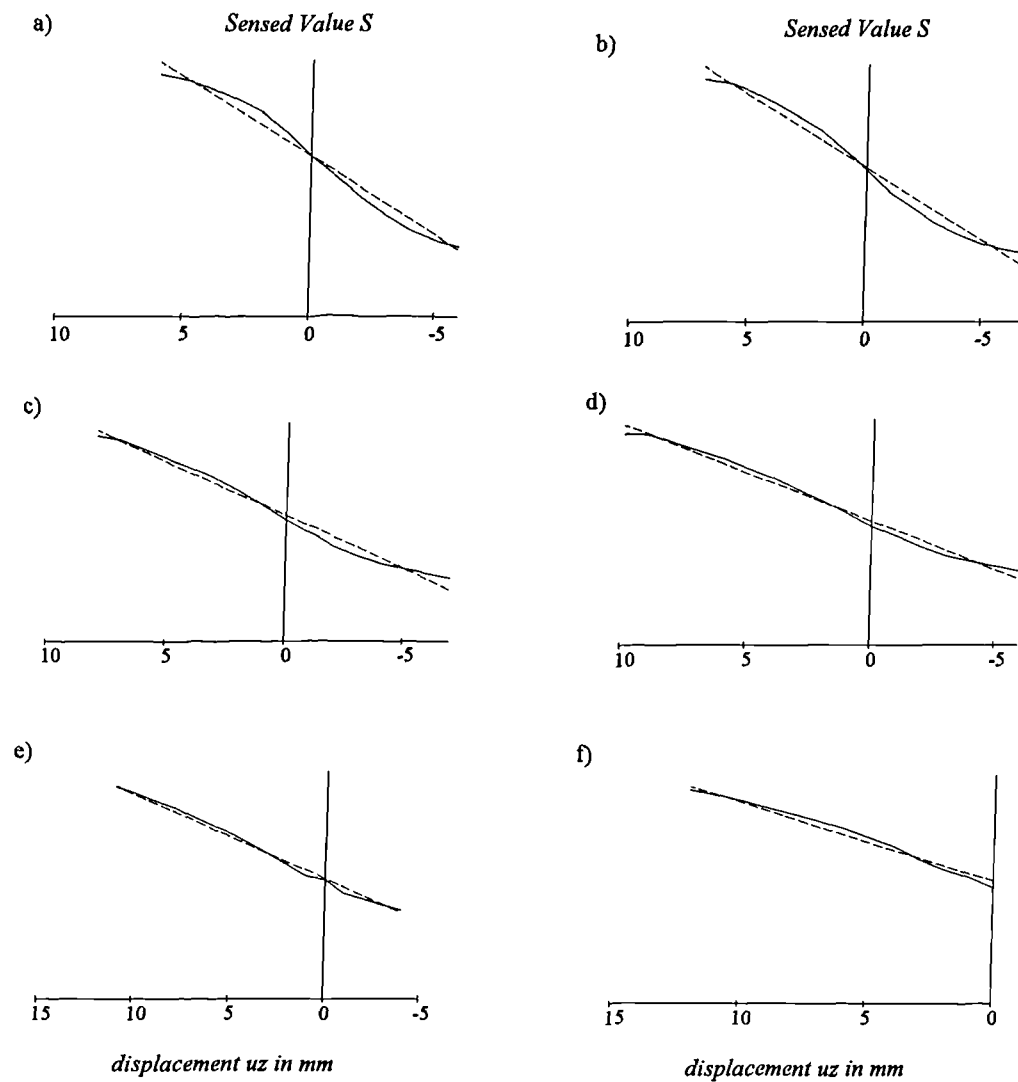 a) Sensed Value S
b) Sensed Value S
10 5 0 -5
10 5 0 -5
c)
d)
10 5 0 -5
10 5 0 -5
e)
f)
15 10 5 0 -5
15 10 5 0
displacement uz in mm
displacement uz in mm